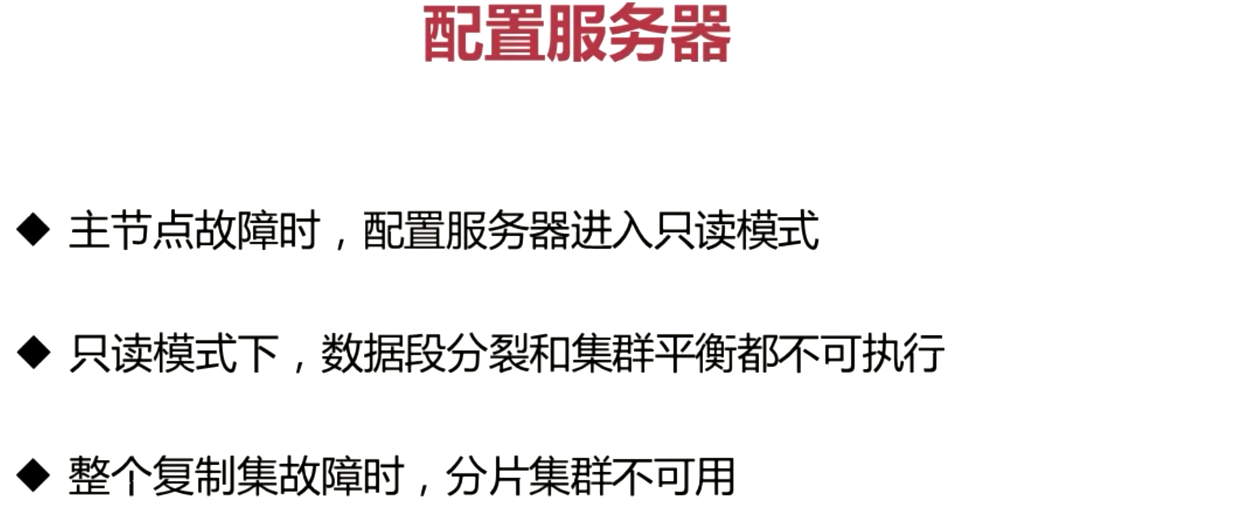 配置服务器
◆ 主节点故障时，配置服务器进入只读模式
◆ 只读模式下，数据段分裂和集群平衡都不可执行
◆ 整个复制集故障时，分片集群不可用